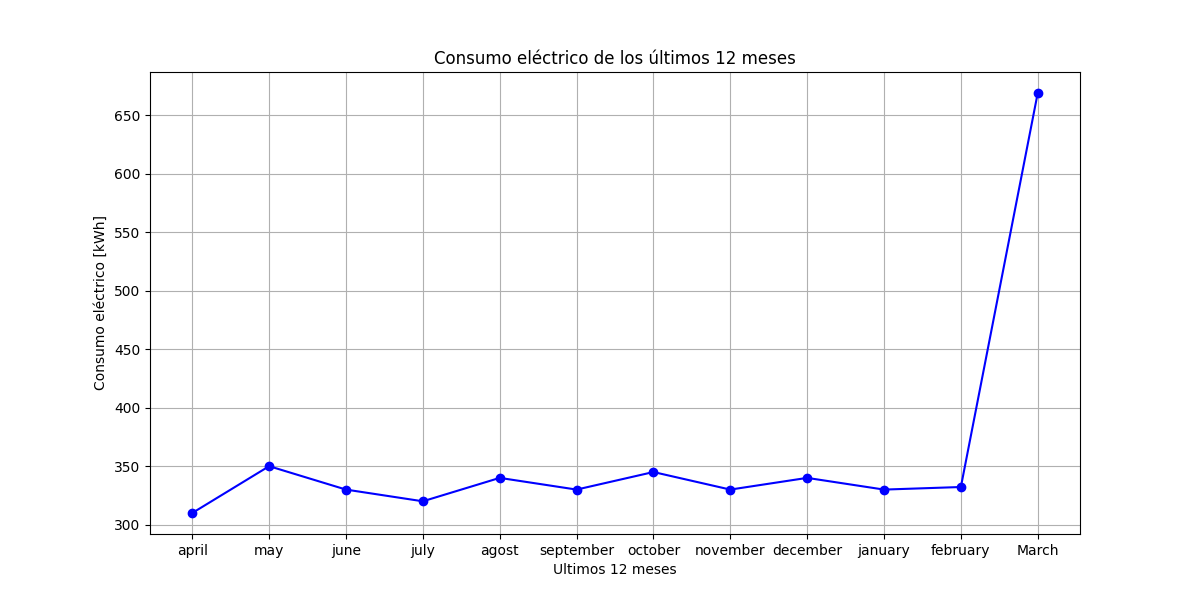 Consumo eléctrico de los últimos 12 meses
Consumo eléctrico [kWh]
650
600
550
500
450
400
350
300
april may june july agost september october november december january february March
Ultimos 12 meses